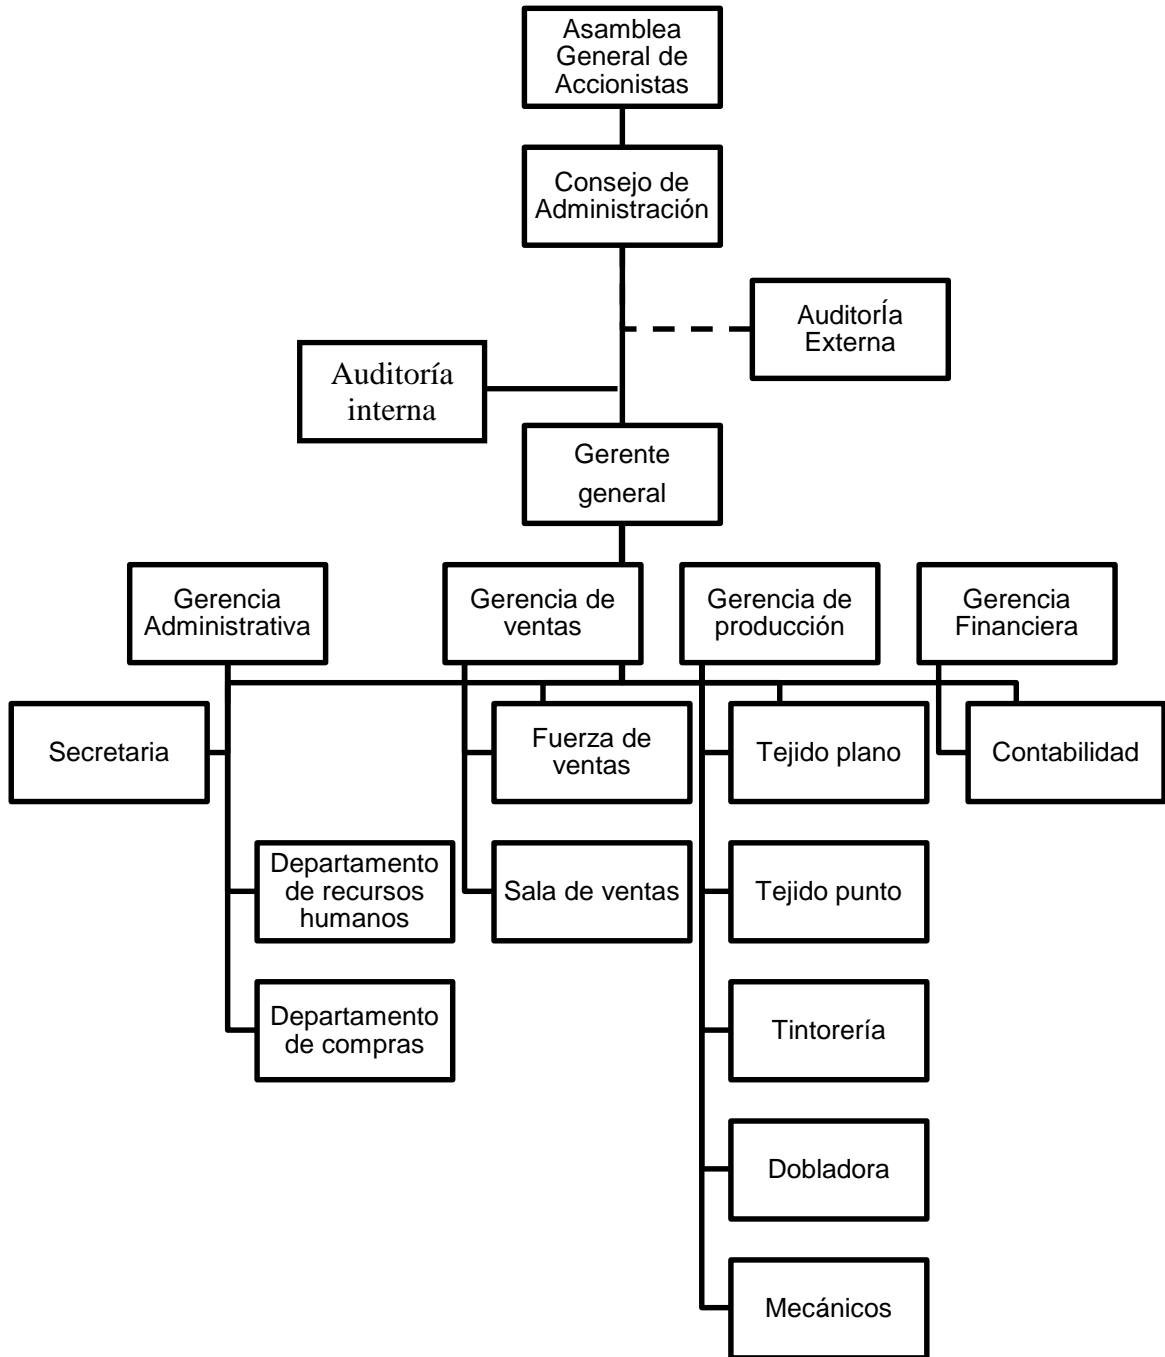 Asamblea
General de
Accionistas
Consejo de
Administración
AuditorÍa
Externa
Auditoría
interna
Gerente
general
Gerencia
Administrativa
Gerencia de
ventas
Gerencia de
producción
Gerencia
Financiera
Secretaria
Fuerza de
ventas
Tejido plano
Contabilidad
Departamento
de recursos
humanos
Sala de ventas
Tejido punto
Departamento
de compras
Tintorería
Dobladora
Mecánicos